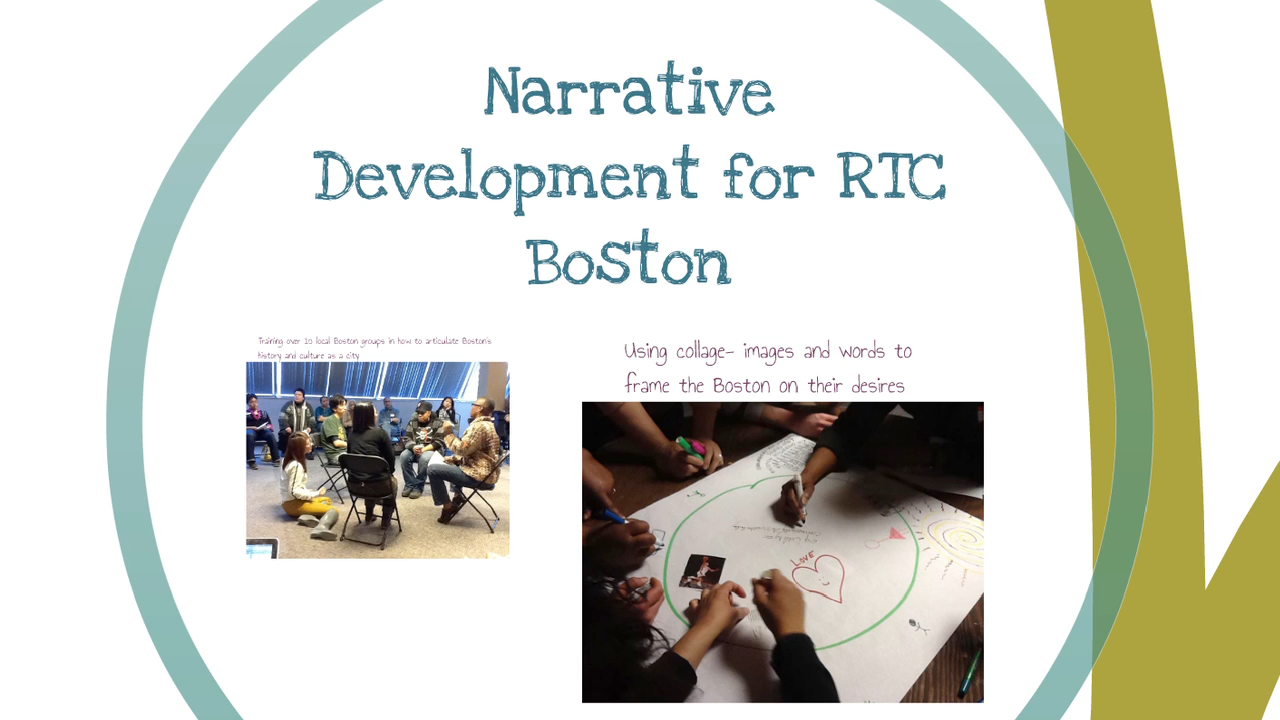 Narrative
Development for RTC
Boston
Training over 20 local Boston groups in how to articulate Boston's
history and culture as a city
Using collage- images and words to
frame the Boston on their desires
LOVE